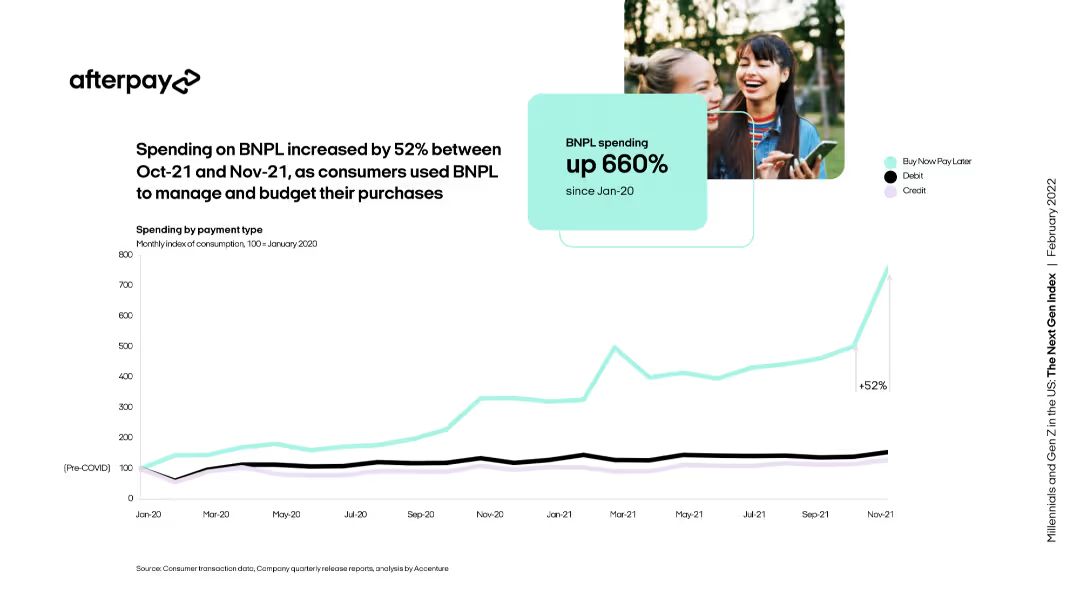 afterpay
Spending on BNPL increased by 52% between
Oct-21 and Nov-21, as consumers used BNPL
to manage and budget their purchases
BNPL spending
up 660%
since Jan-20
Buy Now Pay Later
Debit
Credit
Spending by payment type
Monthly index of consumption, 100 = January 2020
800
700
600
500
400
300
200
(Pre-COVID) 100
0
+52%
Jan-20 Mar-20 May-20 Jul-20 Sep-20 Nov-20 Jan-21 Mar-21 May-21 Jul-21 Sep-21 Nov-21
Source: Consumer transaction data, Company quarterly release reports, analysis by Accenture
Millennials and Gen Z in the US: The Next Gen Index | February 2022